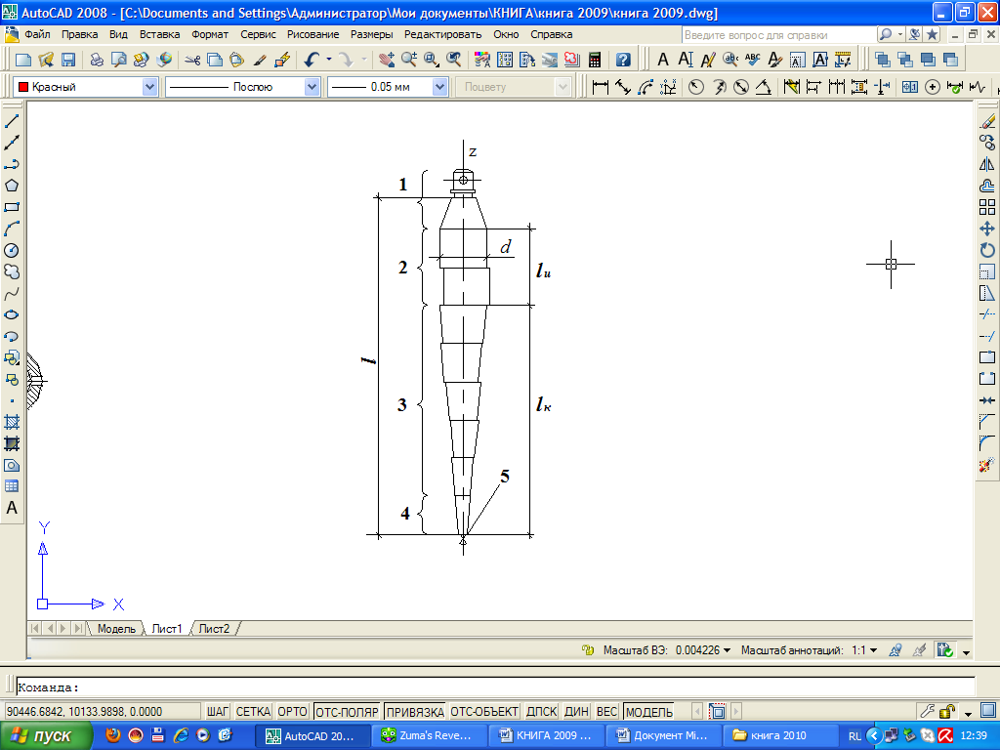 AutoCAD 2008 - [C:\Documents and Settings\Администратор\Мои документы\КНИГА\книга 2009\книга 2009.dwg]
Файл Правка Вид Вставка Формат Сервис Рисование Размеры Редактировать Окно Справка Введите вопрос для справки
Красный Послою 0.05 мм Поцвету
z
1
d
2 lи
l
3 lк
5
4
Y
X
Модель Лист1 Лист2
Масштаб ВЭ: 0.004226 Масштаб аннотаций: 1:1
Команда:
90446.6842, 10133.9898, 0.0000 ШАГ СЕТКА ОРТО ОТС-ПОЛЯР ПРИВЯЗКА ОТС-ОБЪЕКТ ДПСК ДИН ВЕС МОДЕЛЬ
пуск AutoCAD 20... Zuma's Reve... КНИГА 2009 ... Документ Mi... книга 2010 RU 12:39